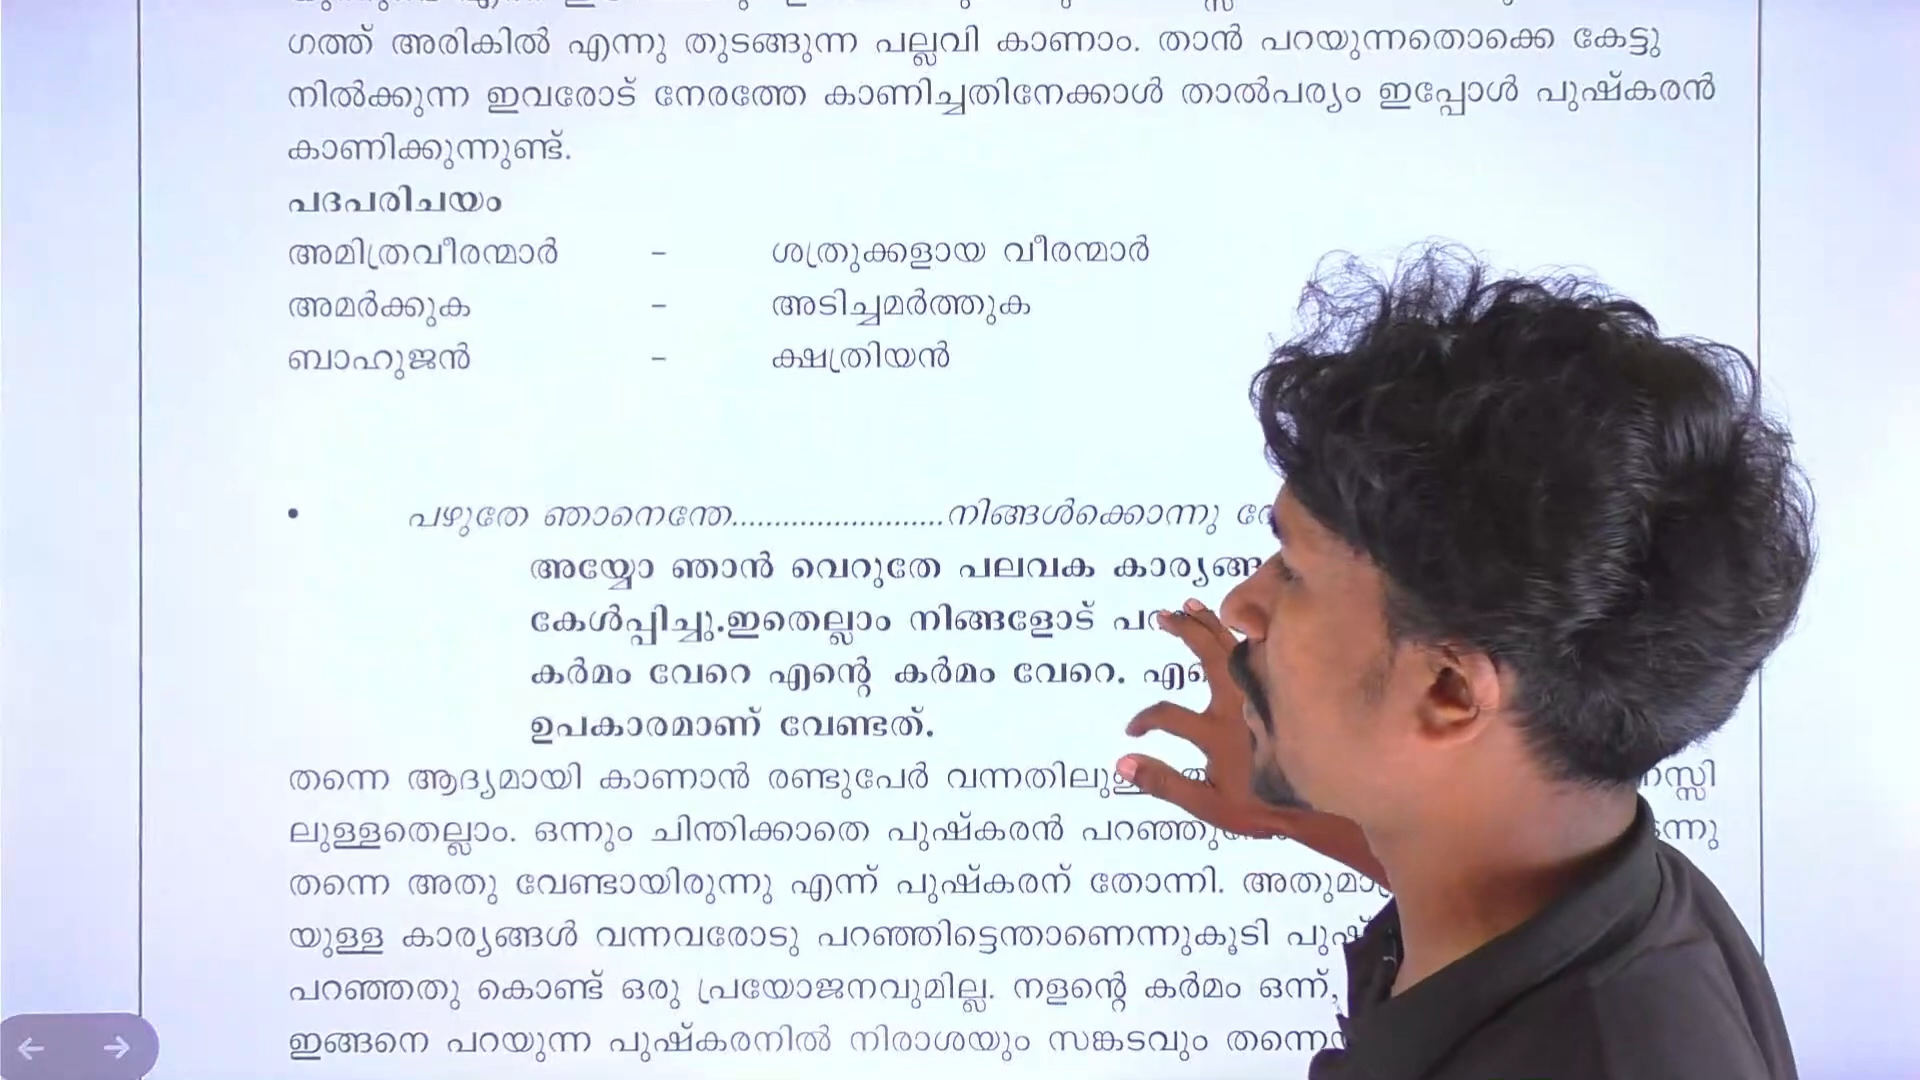 ഗത്ത് അരികിൽ എന്നു തുടങ്ങുന്ന പല്ലവി കാണാം. താൻ പറയുന്നതൊക്കെ കേട്ടു
നിൽക്കുന്ന ഇവരോട് നേരത്തേ കാണിച്ചതിനേക്കാൾ താൽപര്യം ഇപ്പോൾ പുഷ്കരൻ
കാണിക്കുന്നുണ്ട്.
പദപരിചയം
അമിത്രവീരന്മാർ – ശത്രുക്കളായ വീരന്മാർ
അമർക്കുക – അടിച്ചമർത്തുക
ബാഹുജൻ – ക്ഷത്രിയൻ
• പഴുതേ ഞാനെന്തേ........................നിങ്ങൾക്കൊന്നു
അയ്യോ ഞാൻ വെറുതേ പലവക
കേൾപ്പിച്ചു.ഇതെല്ലാം നിങ്ങളോട്
കർമം വേറെ എന്റെ കർമം വേറെ.
ഉപകാരമാണ് വേണ്ടത്.
തന്നെ ആദ്യമായി കാണാൻ രണ്ടുപേർ
ലുള്ളതെല്ലാം. ഒന്നും ചിന്തിക്കാതെ പുഷ്കരൻ
തന്നെ അതു വേണ്ടായിരുന്നു എന്ന് പുഷ്കരന് തോന്നി.
യുള്ള കാര്യങ്ങൾ വന്നവരോടു പറഞ്ഞിട്ടെന്താണെന്നുകൂടി
പറഞ്ഞതു കൊണ്ട് ഒരു പ്രയോജനവുമില്ല. നളന്റെ കർമം ഒന്ന്,
ഇങ്ങനെ പറയുന്ന പുഷ്കരനിൽ നിരാശയും സങ്കടവും